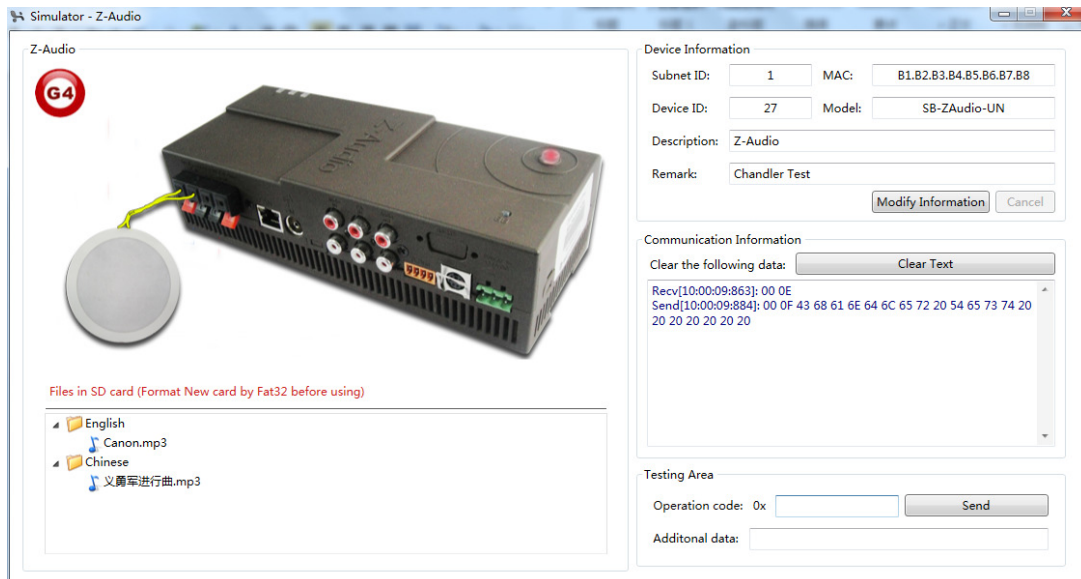 Simulator - Z-Audio
Z-Audio
G4
Z-Audio
Files in SD card (Format New card by Fat32 before using)
English
Canon.mp3
Chinese
义勇军进行曲.mp3
Device Information
Subnet ID: 1 MAC: B1.B2.B3.B4.B5.B6.B7.B8
Device ID: 27 Model: SB-ZAudio-UN
Description: Z-Audio
Remark: Chandler Test
Modify Information Cancel
Communication Information
Clear the following data: Clear Text
Recv[10:00:09:863]: 00 0E
Send[10:00:09:884]: 00 0F 43 68 61 6E 64 6C 65 72 20 54 65 73 74 20
20 20 20 20 20 20
Testing Area
Operation code: 0x Send
Additonal data: